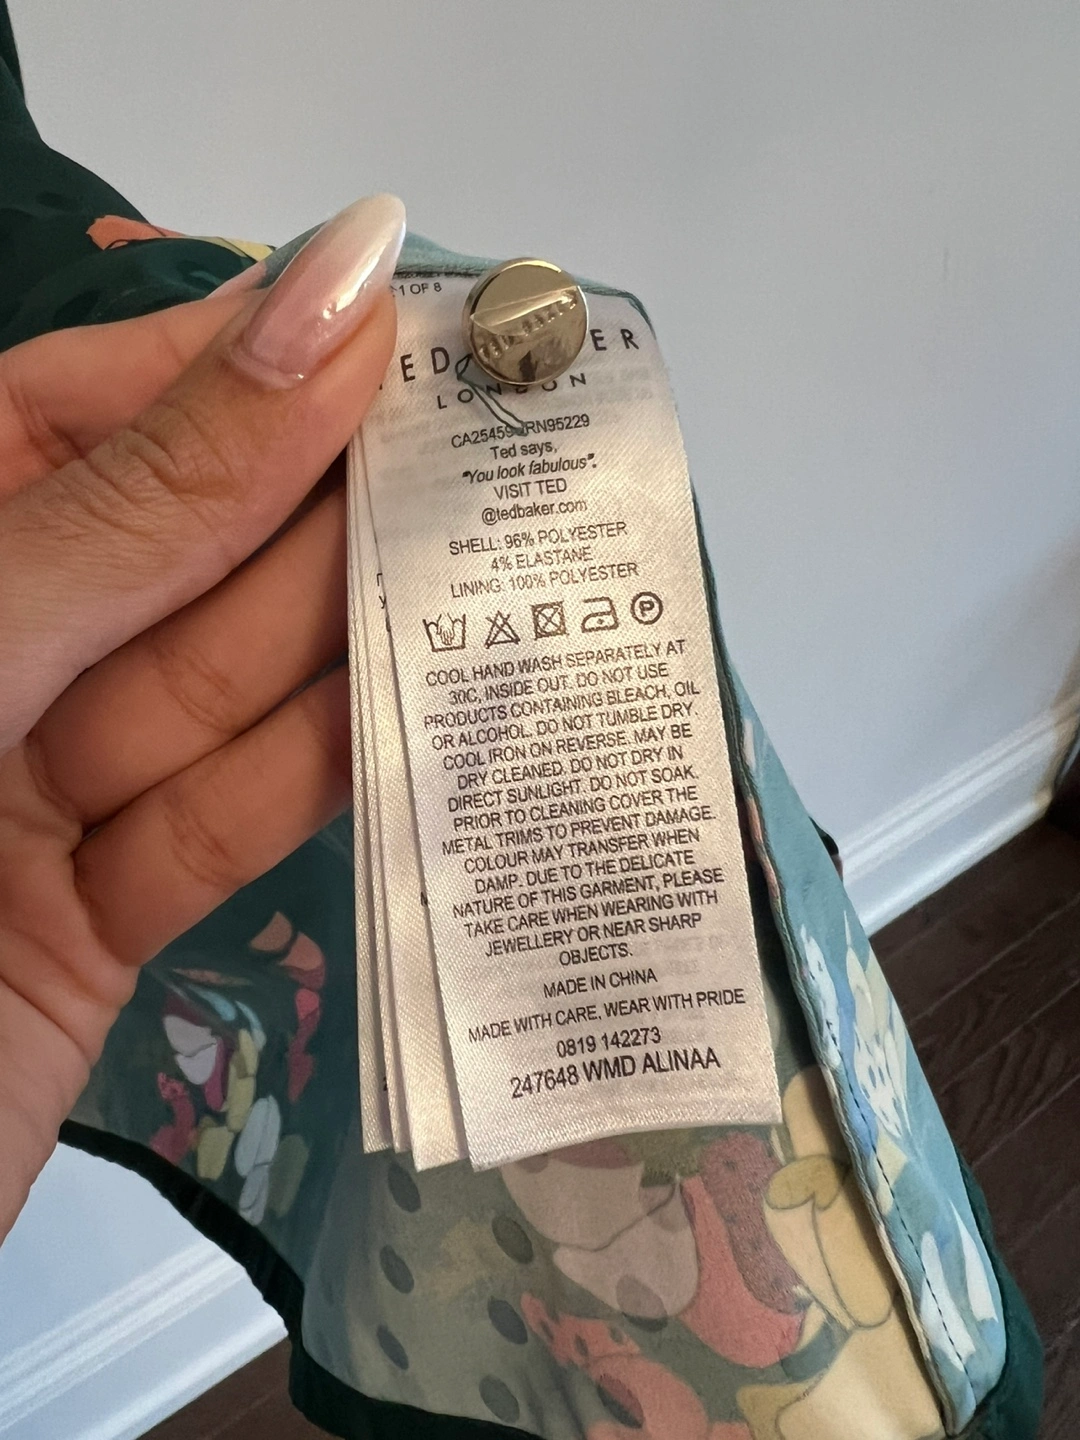 1 OF 8
TED BAKER
LONDON
CA25459 RN95229
Ted says,
"You look fabulous".
VISIT TED
@tedbaker.com
SHELL: 96% POLYESTER
4% ELASTANE
LINING: 100% POLYESTER
P
COOL HAND WASH SEPARATELY AT
30C, INSIDE OUT. DO NOT USE
PRODUCTS CONTAINING BLEACH, OIL
OR ALCOHOL. DO NOT TUMBLE DRY
COOL IRON ON REVERSE. MAY BE
DRY CLEANED. DO NOT DRY IN
DIRECT SUNLIGHT. DO NOT SOAK.
PRIOR TO CLEANING COVER THE
METAL TRIMS TO PREVENT DAMAGE.
COLOUR MAY TRANSFER WHEN
DAMP. DUE TO THE DELICATE
NATURE OF THIS GARMENT, PLEASE
TAKE CARE WHEN WEARING WITH
JEWELLERY OR NEAR SHARP
OBJECTS.
MADE IN CHINA
MADE WITH CARE, WEAR WITH PRIDE
0819 142273
247648 WMD ALINAA